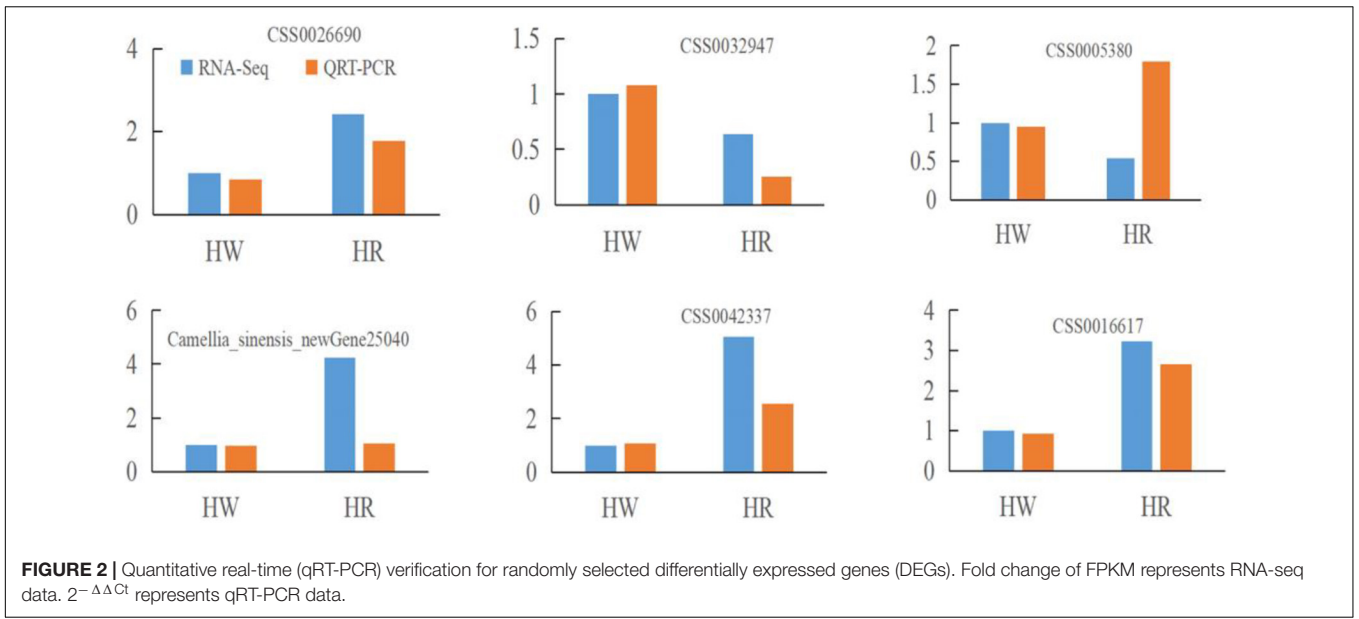 CSS0026690
4
2
0
RNA-Seq QRT-PCR
HW HR
CSS0032947
1.5
1
0.5
0
HW HR
CSS0005380
2
1.5
1
0.5
0
HW HR
Camellia_sinensis_newGene25040
6
4
2
0
HW HR
CSS0042337
6
4
2
0
HW HR
CSS0016617
4
3
2
1
0
HW HR
FIGURE 2 | Quantitative real-time (qRT-PCR) verification for randomly selected differentially expressed genes (DEGs). Fold change of FPKM represents RNA-seq
data. 2−ΔΔCt represents qRT-PCR data.